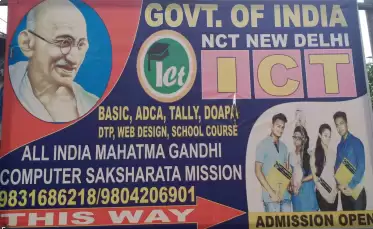 GOVT. OF INDIA
NCT NEW DELHI
ict
ICT
BASIC, ADCA, TALLY, DOAPA
DTP, WEB DESIGN, SCHOOL COURSE
ALL INDIA MAHATMA GANDHI
COMPUTER SAKSHARATA MISSION
9831686218/9804206901
THIS WAY
ADMISSION OPEN